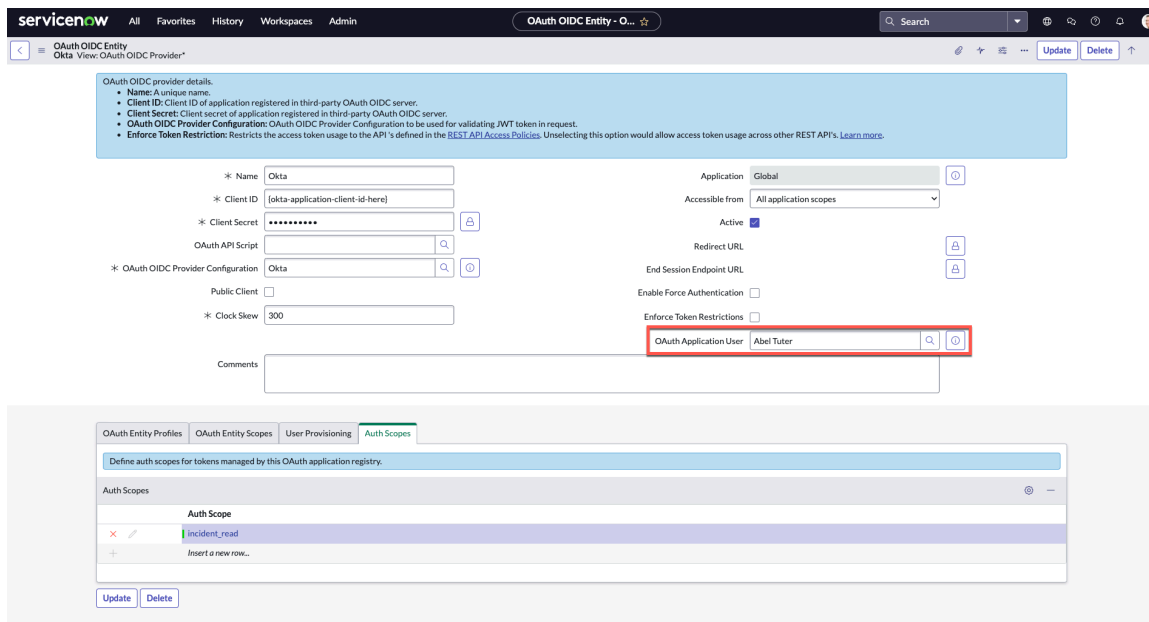 servicenow All Favorites History Workspaces Admin OAuth OIDC Entity - O... Search
OAuth OIDC Entity
Okta View: OAuth OIDC Provider*
Update Delete
OAuth OIDC provider details.
• Name: A unique name.
• Client ID: Client ID of application registered in third-party OAuth OIDC server.
• Client Secret: Client secret of application registered in third-party OAuth OIDC server.
• OAuth OIDC Provider Configuration: OAuth OIDC Provider Configuration to be used for validating JWT token in request.
• Enforce Token Restriction: Restricts the access token usage to the API 's defined in the REST API Access Policies. Unselecting this option would allow access token usage across other REST API's. Learn more.
Name Okta
Client ID {okta-application-client-id-here}
Client Secret ••••••••••
OAuth API Script
OAuth OIDC Provider Configuration Okta
Public Client
Clock Skew 300
Application Global
Accessible from All application scopes
Active
Redirect URL
End Session Endpoint URL
Enable Force Authentication
Enforce Token Restrictions
OAuth Application User Abel Tuter
Comments
OAuth Entity Profiles OAuth Entity Scopes User Provisioning Auth Scopes
Define auth scopes for tokens managed by this OAuth application registry.
Auth Scopes
Auth Scope
incident_read
Insert a new row...
Update Delete